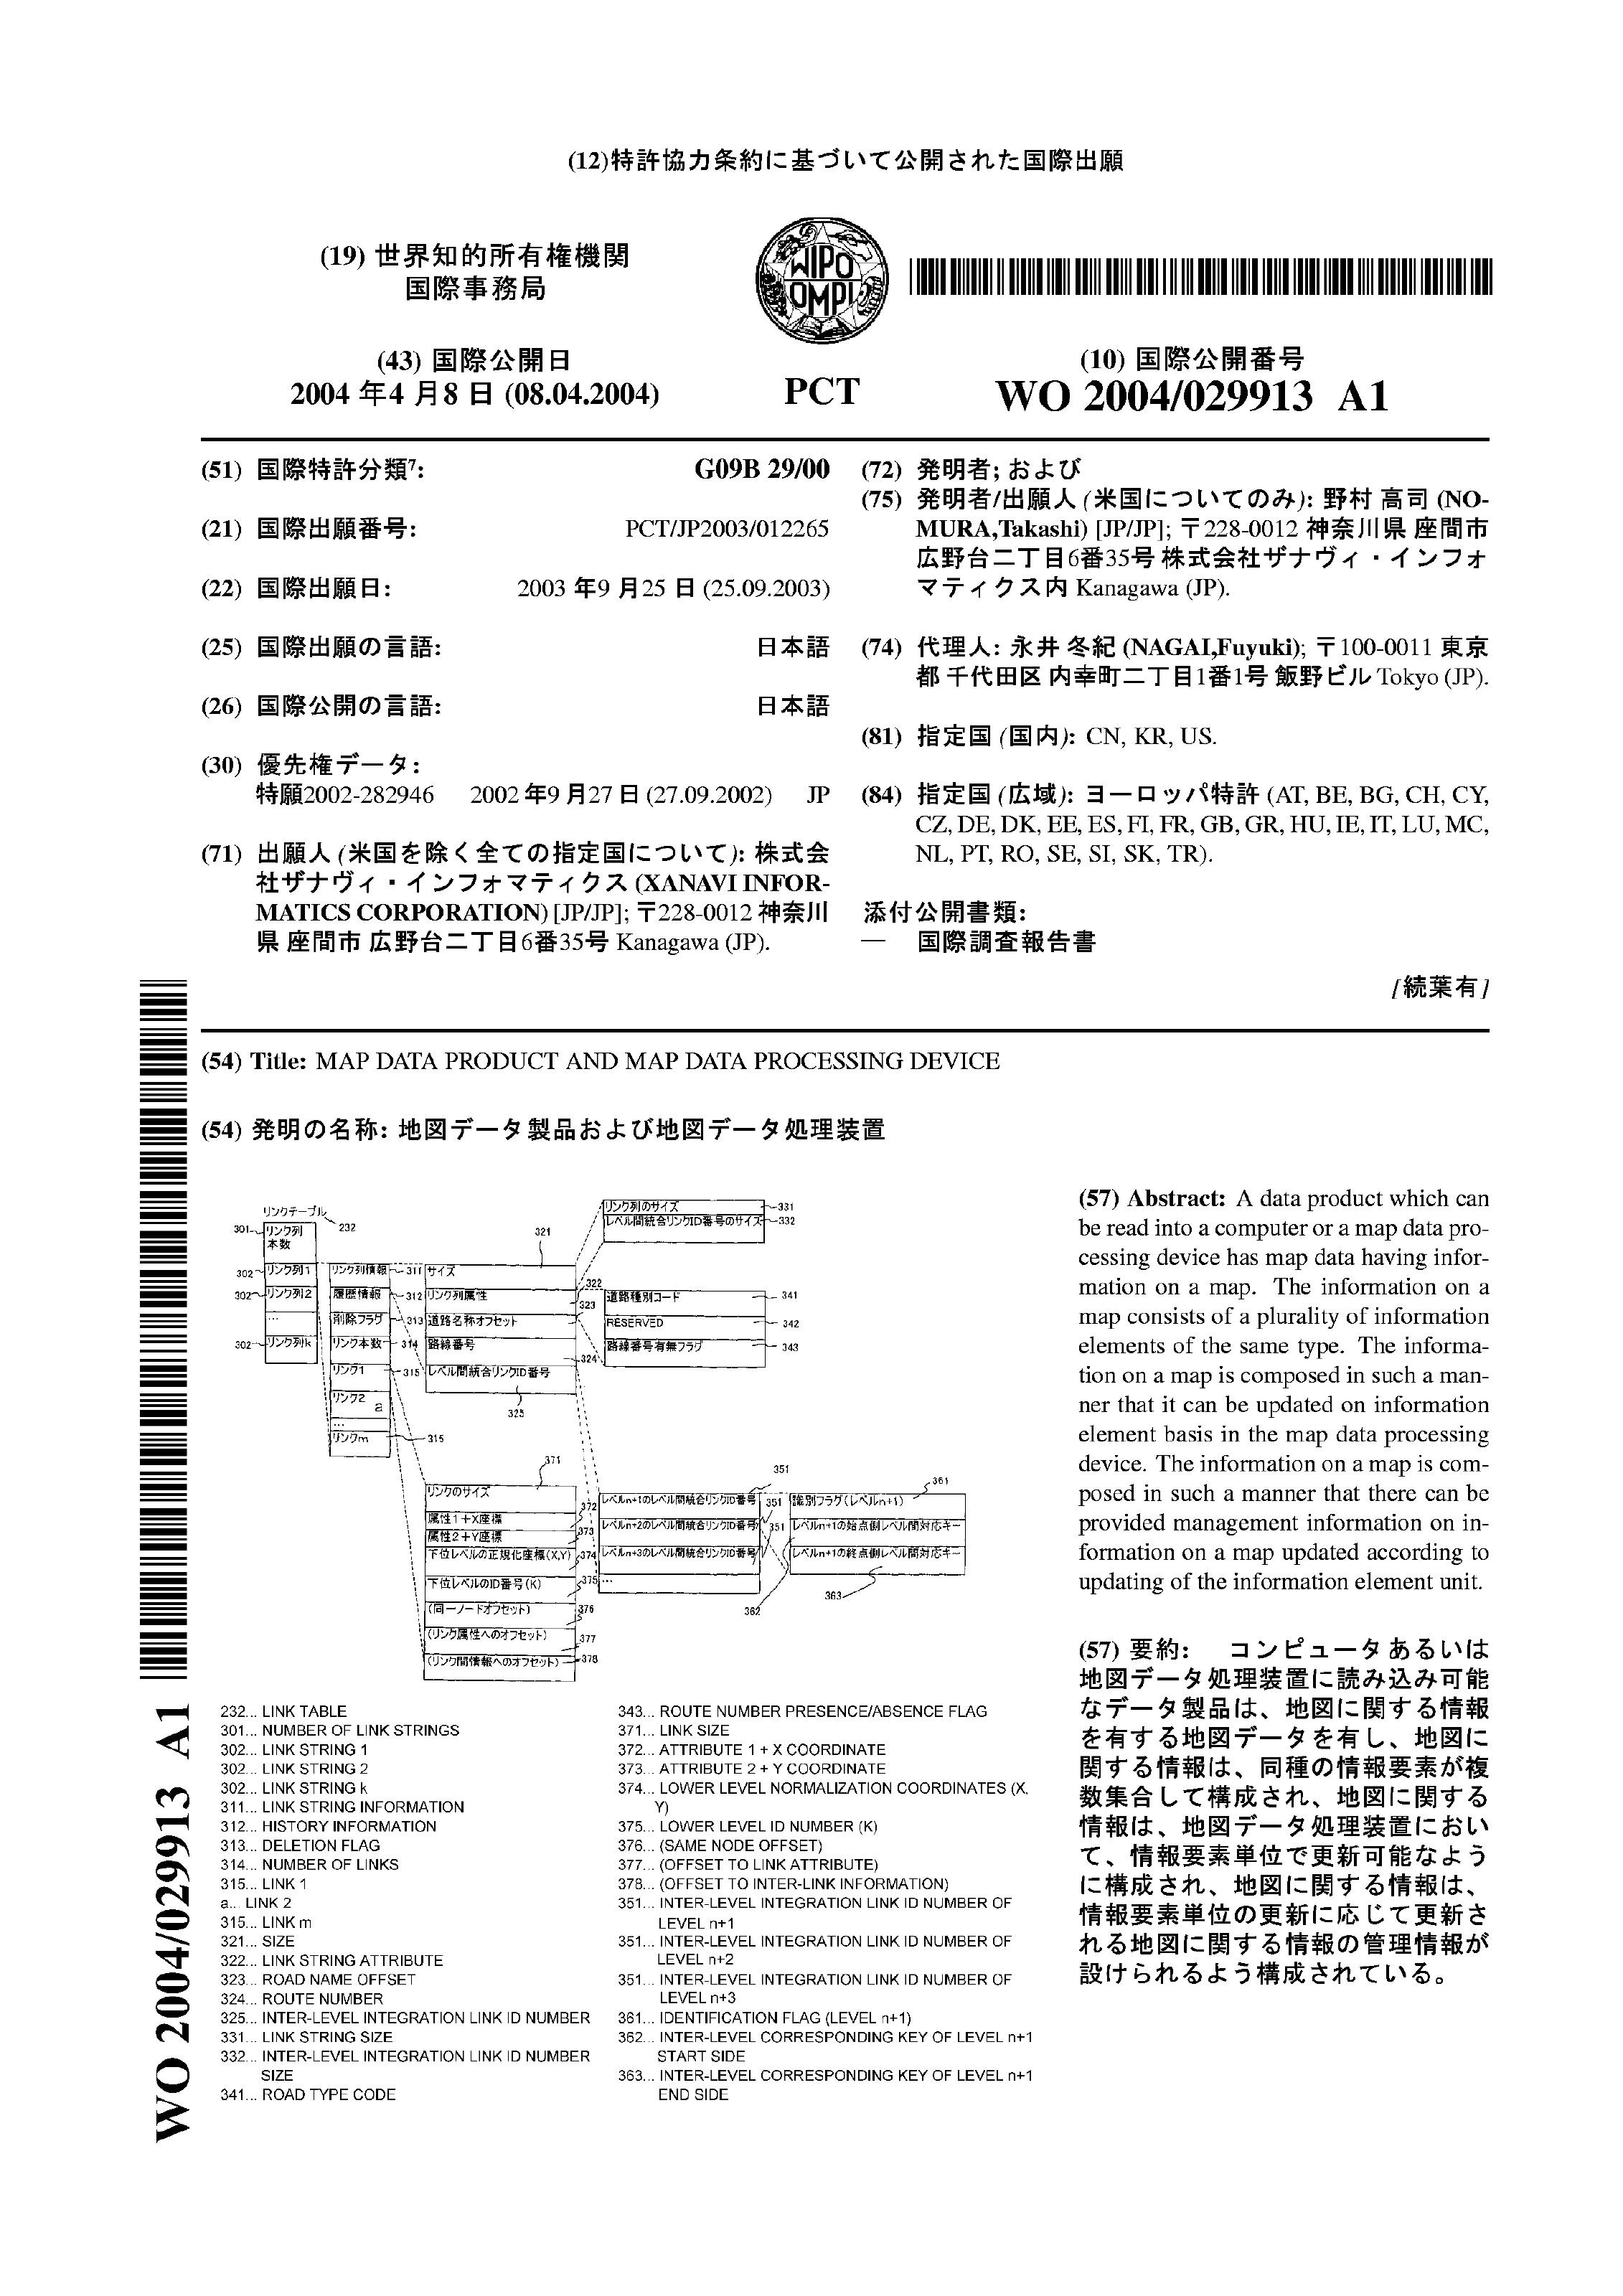 (12)特許協力条約に基づいて公開された国際出願
(19) 世界知的所有権機関
国際事務局
WIPO
OMPI
(43) 国際公開日
2004 年4 月8 日 (08.04.2004)
PCT
(10) 国際公開番号
WO 2004/029913 A1
(51) 国際特許分類7: G09B 29/00
(21) 国際出願番号: PCT/JP2003/012265
(22) 国際出願日: 2003 年9 月25 日 (25.09.2003)
(25) 国際出願の言語: 日本語
(26) 国際公開の言語: 日本語
(30) 優先権データ:
特願2002-282946 2002 年9 月27 日 (27.09.2002) JP
(71) 出願人 (米国を除く全ての指定国について): 株式会
社ザナヴィ・インフォマティクス (XANAVI INFOR-
MATICS CORPORATION) [JP/JP]; 〒228-0012 神奈川
県 座間市 広野台二丁目6番35号 Kanagawa (JP).
(72) 発明者; および
(75) 発明者/出願人 (米国についてのみ): 野村 高司 (NO-
MURA,Takashi) [JP/JP]; 〒228-0012 神奈川県 座間市
広野台二丁目6番35号 株式会社ザナヴィ・インフォ
マティクス内 Kanagawa (JP).
(74) 代理人: 永井 冬紀 (NAGAI,Fuyuki); 〒100-0011 東京
都 千代田区 内幸町二丁目1番1号 飯野ビル Tokyo (JP).
(81) 指定国 (国内): CN, KR, US.
(84) 指定国 (広域): ヨーロッパ特許 (AT, BE, BG, CH, CY,
CZ, DE, DK, EE, ES, FI, FR, GB, GR, HU, IE, IT, LU, MC,
NL, PT, RO, SE, SI, SK, TR).
添付公開書類:
— 国際調査報告書
[続葉有]
(54) Title: MAP DATA PRODUCT AND MAP DATA PROCESSING DEVICE
(54) 発明の名称: 地図データ製品および地図データ処理装置
リンクテーブル
232
301
リンク列
本数
302 リンク列1
302 リンク列2
...
302 リンク列k
リンク列情報 311
履歴情報 312
削除フラグ 313
リンク本数 314
リンク1 315
リンク2
a
...
リンクm 315
321
サイズ
322
リンク列属性
323
道路名称オフセット
路線番号
324
レベル間統合リンクID番号
325
リンク列のサイズ 331
レベル間統合リンクID番号のサイズ 332
道路種別コード 341
RESERVED 342
路線番号有無フラグ 343
371
リンクのサイズ
372
属性1+X座標
373
属性2+Y座標
下位レベルの正規化座標(X,Y) 374
下位レベルのID番号(K) 375
(同一ノードオフセット) 376
(リンク属性へのオフセット) 377
(リンク間情報へのオフセット) 378
351
レベルn+1のレベル間統合リンクID番号 351
レベルn+2のレベル間統合リンクID番号 351
レベルn+3のレベル間統合リンクID番号
...
361
識別フラグ(レベルn+1)
レベルn+1の始点側レベル間対応キー
レベルn+1の終点側レベル間対応キー
362
363
232... LINK TABLE
301... NUMBER OF LINK STRINGS
302... LINK STRING 1
302... LINK STRING 2
302... LINK STRING k
311... LINK STRING INFORMATION
312... HISTORY INFORMATION
313... DELETION FLAG
314... NUMBER OF LINKS
315... LINK 1
a... LINK 2
315... LINK m
321... SIZE
322... LINK STRING ATTRIBUTE
323... ROAD NAME OFFSET
324... ROUTE NUMBER
325... INTER-LEVEL INTEGRATION LINK ID NUMBER
331... LINK STRING SIZE
332... INTER-LEVEL INTEGRATION LINK ID NUMBER
SIZE
341... ROAD TYPE CODE
343... ROUTE NUMBER PRESENCE/ABSENCE FLAG
371... LINK SIZE
372... ATTRIBUTE 1 + X COORDINATE
373... ATTRIBUTE 2 + Y COORDINATE
374... LOWER LEVEL NORMALIZATION COORDINATES (X,
Y)
375... LOWER LEVEL ID NUMBER (K)
376... (SAME NODE OFFSET)
377... (OFFSET TO LINK ATTRIBUTE)
378... (OFFSET TO INTER-LINK INFORMATION)
351... INTER-LEVEL INTEGRATION LINK ID NUMBER OF
LEVEL n+1
351... INTER-LEVEL INTEGRATION LINK ID NUMBER OF
LEVEL n+2
351... INTER-LEVEL INTEGRATION LINK ID NUMBER OF
LEVEL n+3
361... IDENTIFICATION FLAG (LEVEL n+1)
362... INTER-LEVEL CORRESPONDING KEY OF LEVEL n+1
START SIDE
363... INTER-LEVEL CORRESPONDING KEY OF LEVEL n+1
END SIDE
(57) Abstract: A data product which can
be read into a computer or a map data pro-
cessing device has map data having infor-
mation on a map. The information on a
map consists of a plurality of information
elements of the same type. The informa-
tion on a map is composed in such a man-
ner that it can be updated on information
element basis in the map data processing
device. The information on a map is com-
posed in such a manner that there can be
provided management information on in-
formation on a map updated according to
updating of the information element unit.
(57) 要約: コンピュータあるいは
地図データ処理装置に読み込み可能
なデータ製品は、地図に関する情報
を有する地図データを有し、地図に
関する情報は、同種の情報要素が複
数集合して構成され、地図に関する
情報は、地図データ処理装置におい
て、情報要素単位で更新可能なよう
に構成され、地図に関する情報は、
情報要素単位の更新に応じて更新さ
れる地図に関する情報の管理情報が
設けられるよう構成されている。
WO 2004/029913 A1